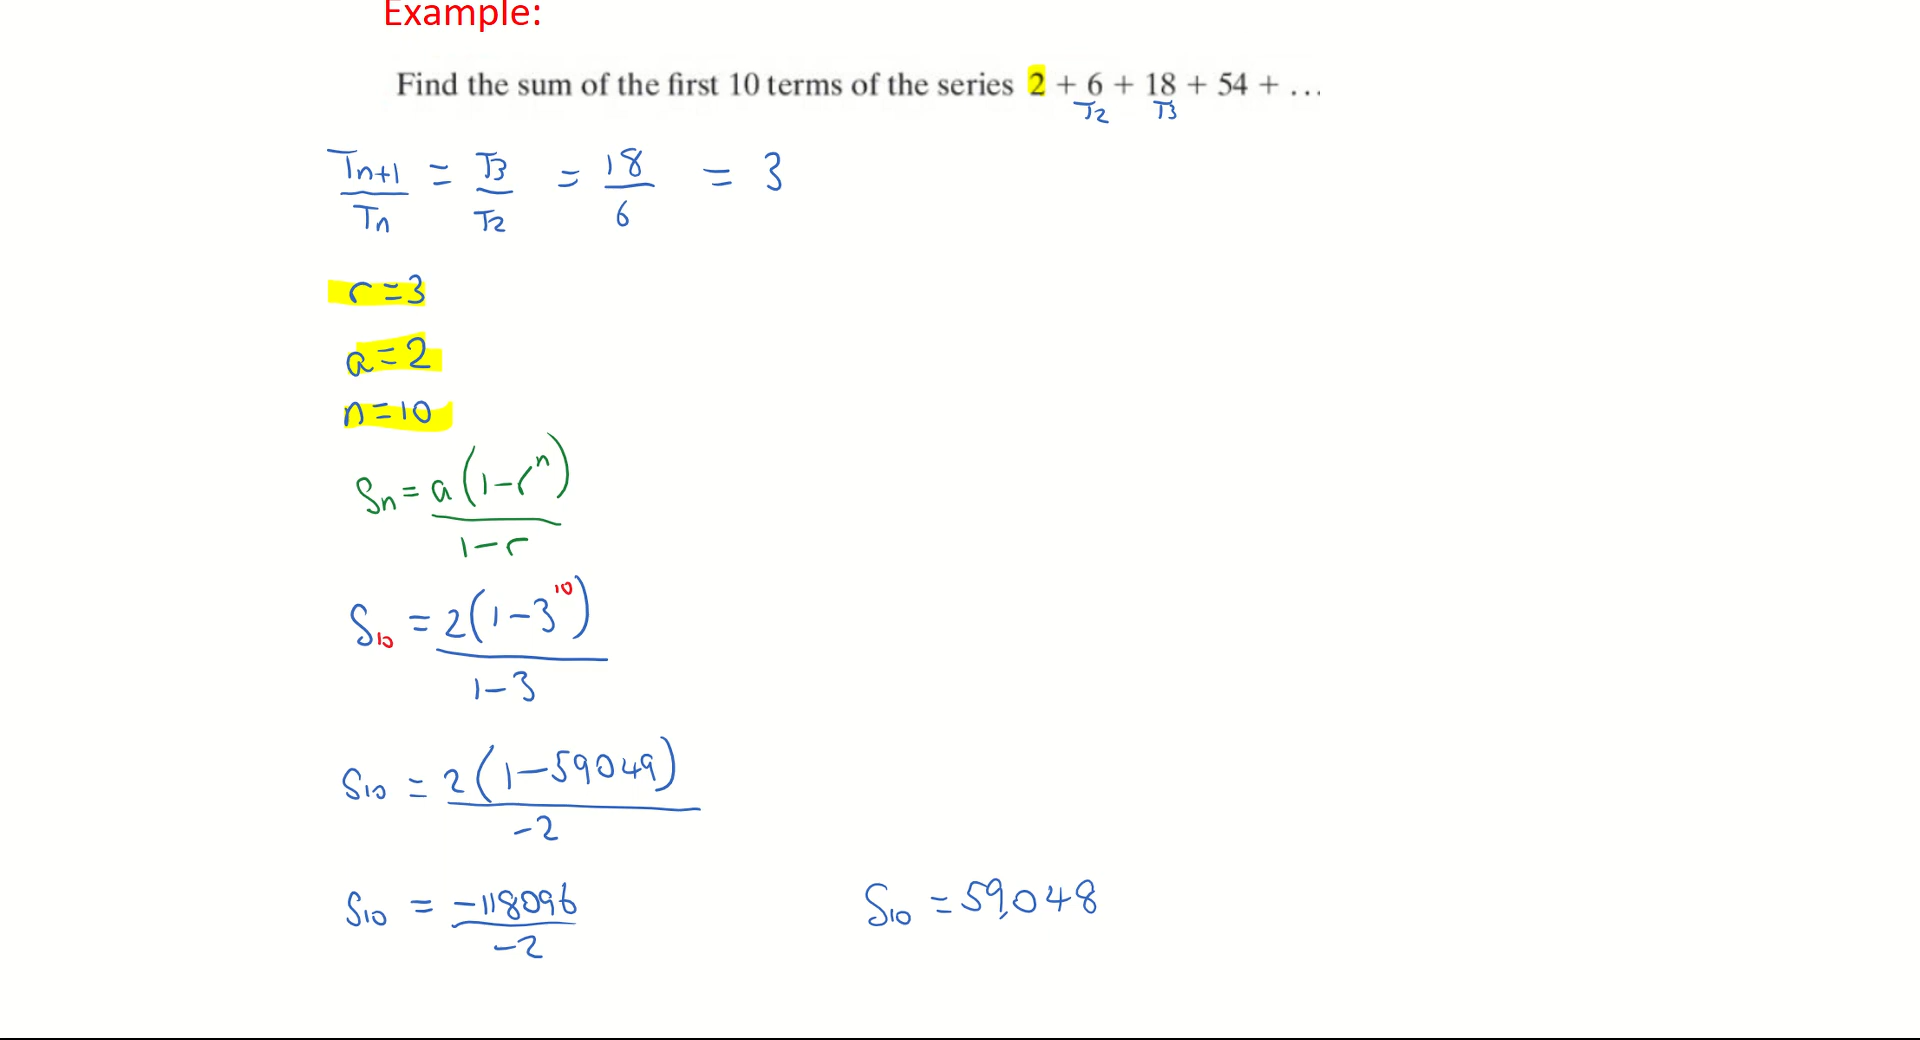 Example:
Find the sum of the first 10 terms of the series 2 + 6 + 18 + 54 + ...
T2 T3
Tn+1/Tn = T3/T2 = 18/6 = 3
r=3
a=2
n=10
Sn = a(1-r^n)/1-r
S10 = 2(1-3^10)/1-3
S10 = 2(1-59049)/-2
S10 = -118096/-2 S10 = 59,048